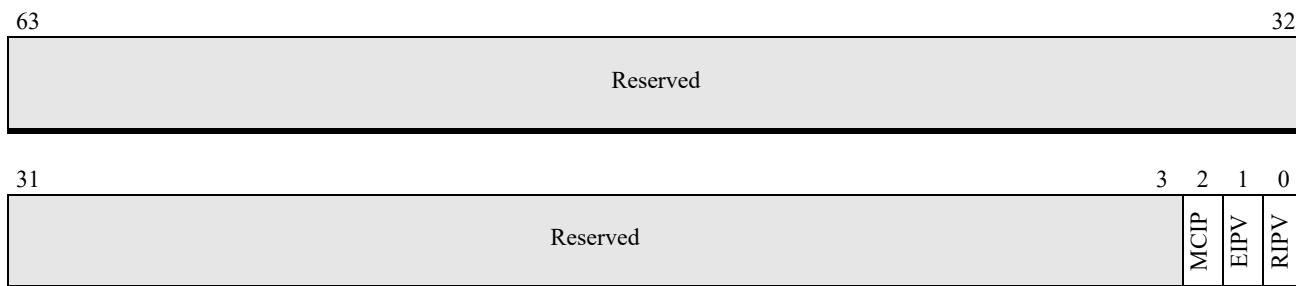 63 32
Reserved
31 3 2 1 0
Reserved MCIP EIPV RIPV